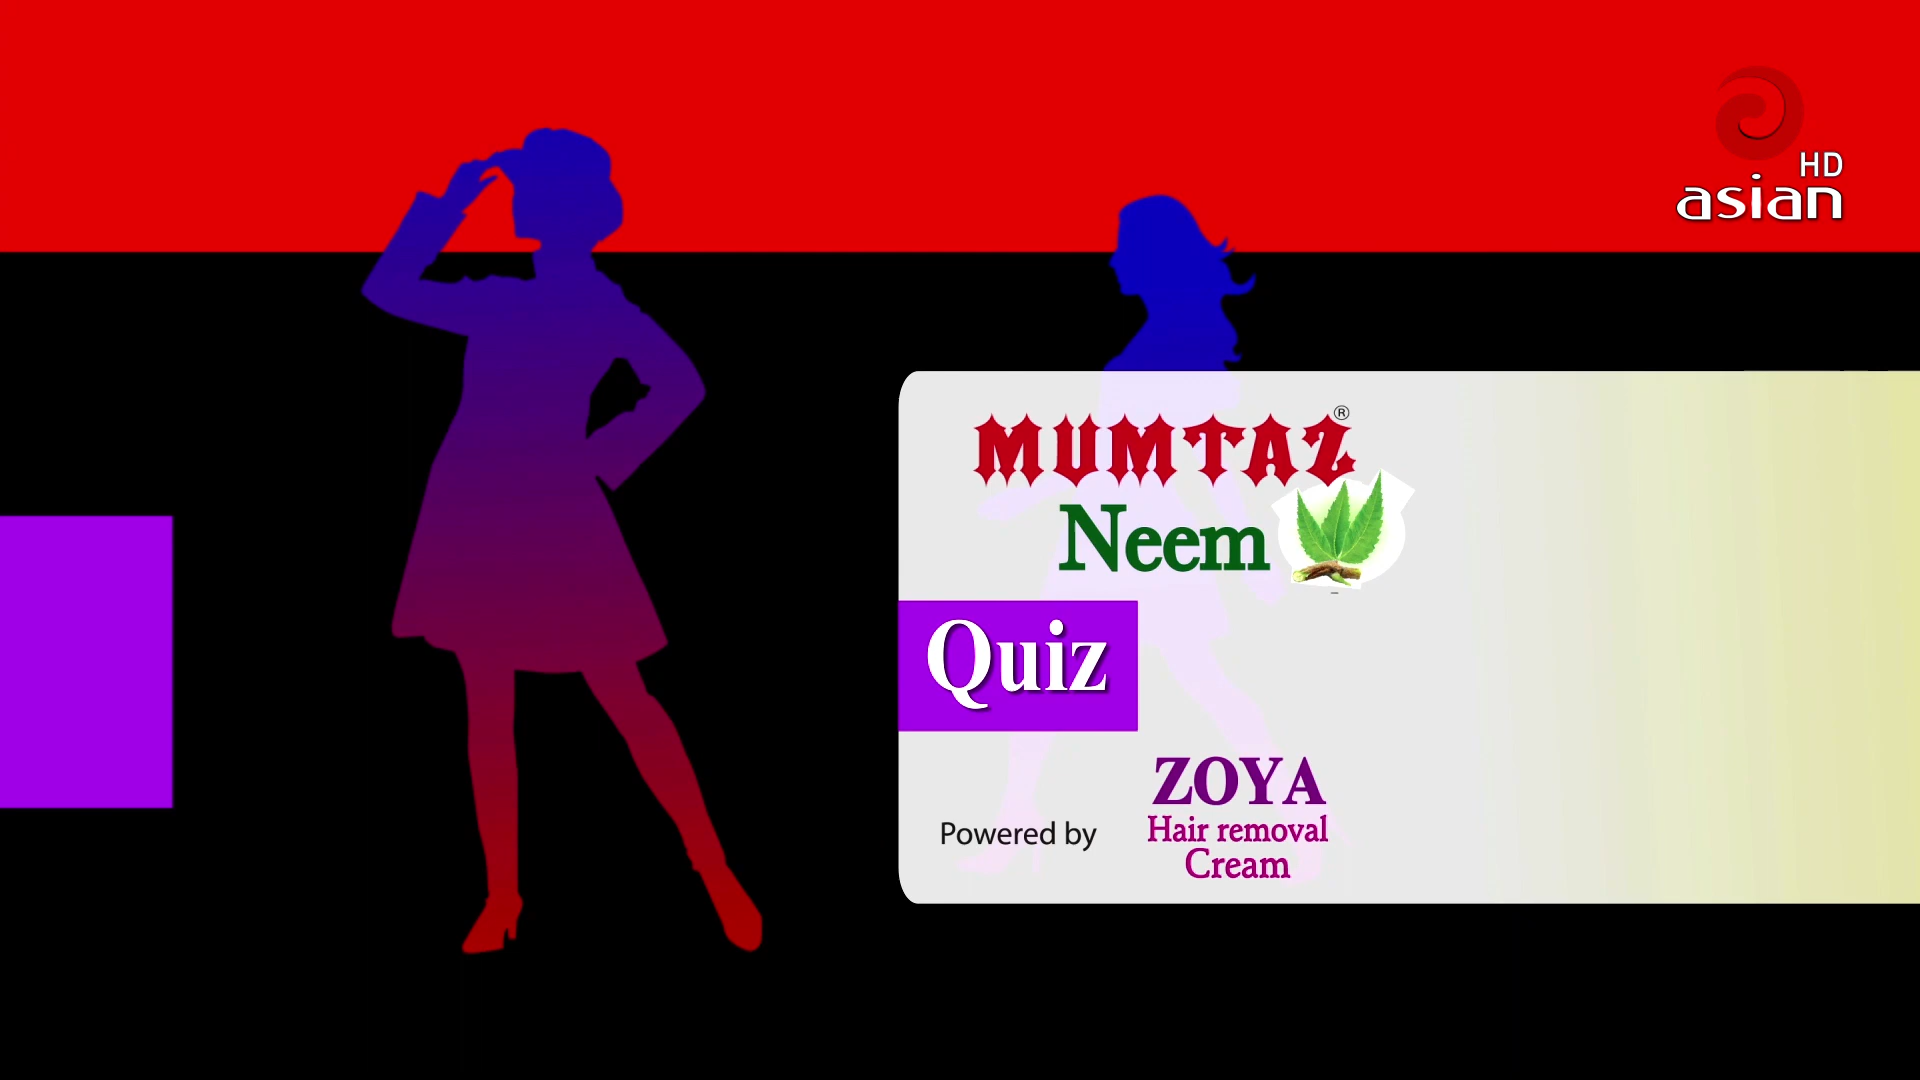 HD
asian
MUMTAZ®
Neem
Quiz
Powered by
ZOYA
Hair removal
Cream